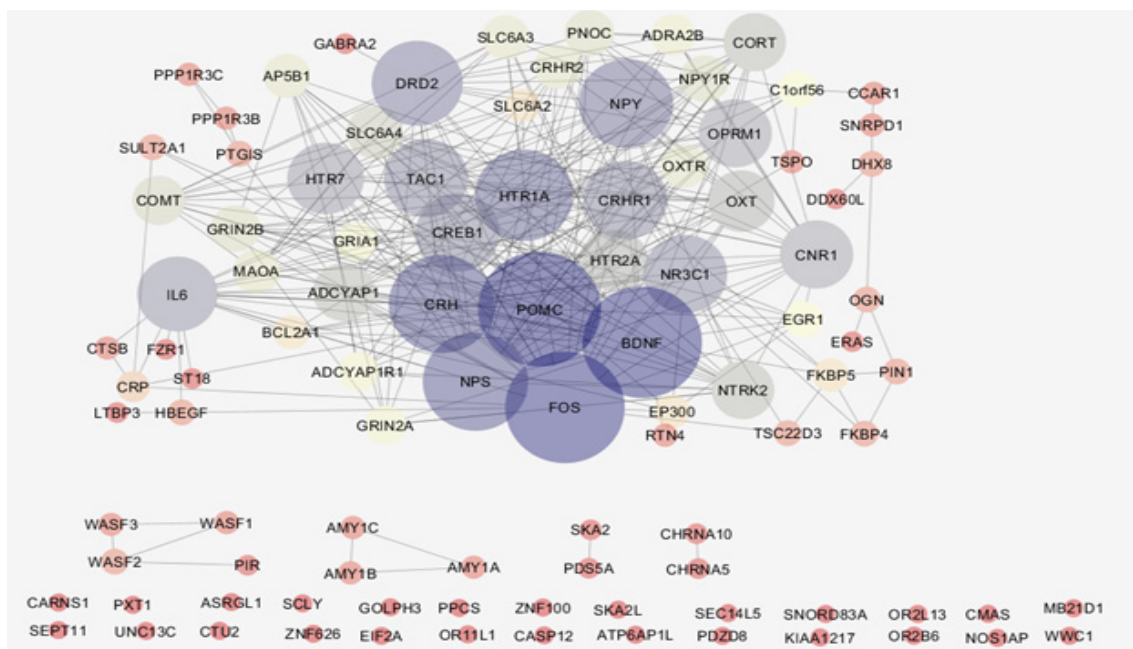 GABRA2
SLC6A3
PNOC
ADRA2B
CORT
PPP1R3C
AP5B1
DRD2
CRHR2
NPY1R
C1orf56
CCAR1
SLC6A2
NPY
PPP1R3B
SLC6A4
OPRM1
SNRPD1
SULT2A1
PTGIS
OXTR
TSPO
DHX8
COMT
HTR7
TAC1
HTR1A
CRHR1
OXT
DDX60L
GRIN2B
GRIA1
CREB1
HTR2A
NR3C1
CNR1
MAOA
IL6
ADCYAP1
CRH
POMC
OGN
BCL2A1
BDNF
EGR1
ERAS
CTSB
FZR1
ST18
ADCYAP1R1
NPS
FKBP5
PIN1
CRP
NTRK2
LTBP3
HBEGF
FOS
EP300
GRIN2A
RTN4
TSC22D3
FKBP4
WASF3
WASF1
AMY1C
SKA2
CHRNA10
WASF2
PIR
AMY1B
AMY1A
PDS5A
CHRNA5
CARNS1
PXT1
ASRGL1
SCLY
GOLPH3
PPCS
ZNF100
SKA2L
SEC14L5
SNORD83A
OR2L13
CMAS
MB21D1
SEPT11
UNC13C
CTU2
ZNF626
EIF2A
OR11L1
CASP12
ATP6AP1L
PDZD8
KIAA1217
OR2B6
NOS1AP
WWC1